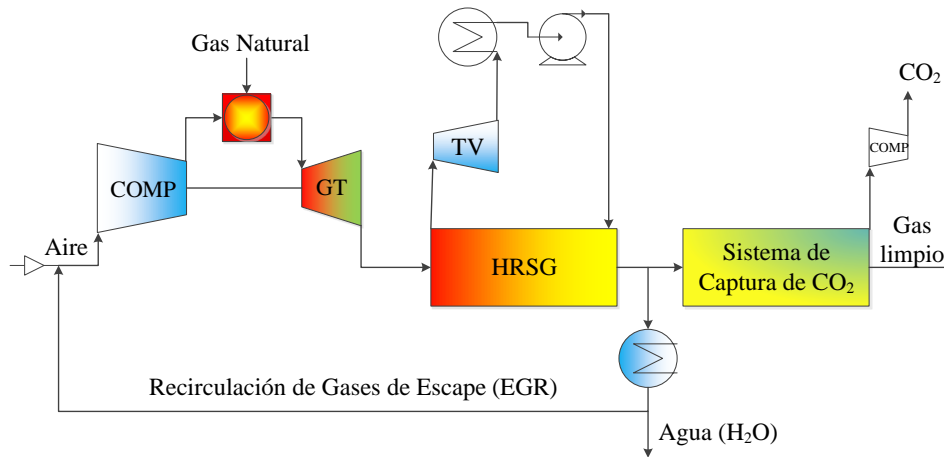 Gas Natural
CO₂
COMP
TV
COMP
GT
Aire
HRSG
Sistema de
Captura de CO₂
Gas
limpio
Recirculación de Gases de Escape (EGR)
Agua (H₂O)